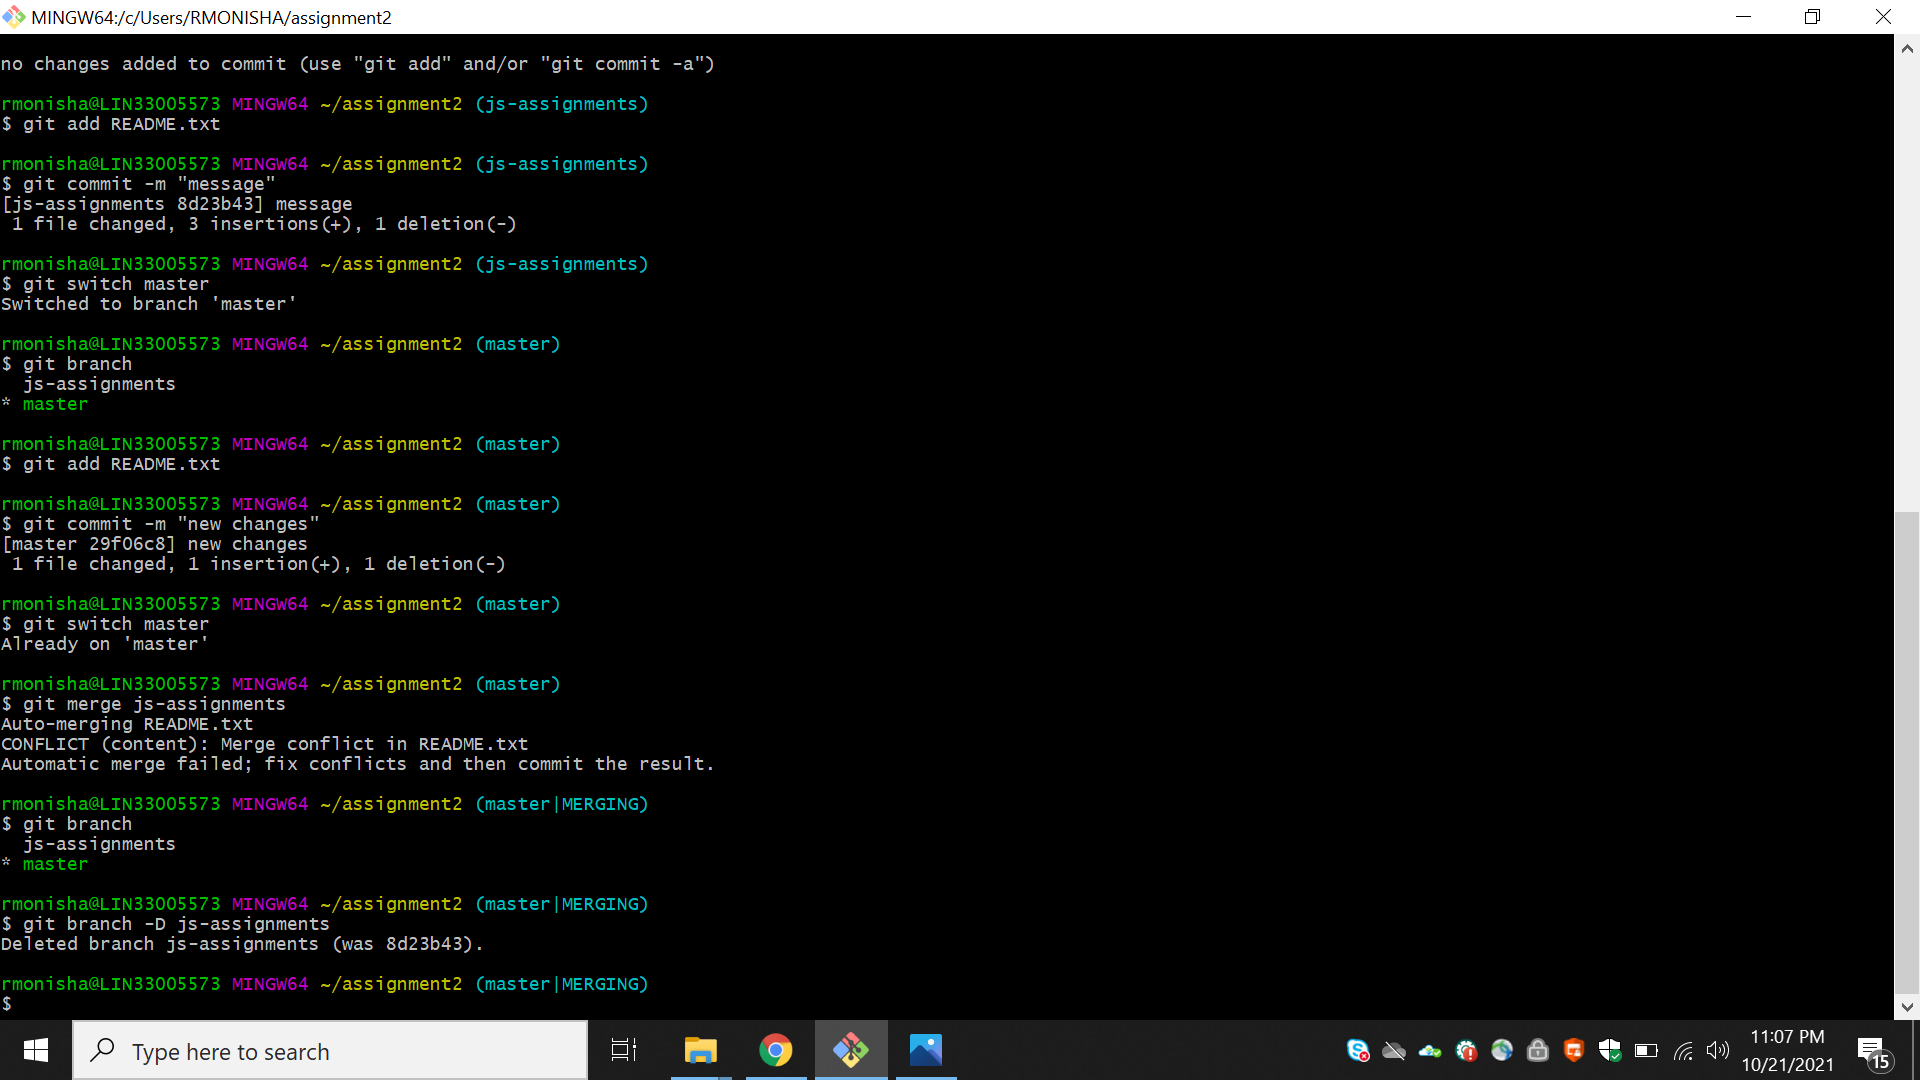 MINGW64:/c/Users/RMONISHA/assignment2
no changes added to commit (use "git add" and/or "git commit -a")
rmonisha@LIN33005573 MINGW64 ~/assignment2 (js-assignments)
$ git add README.txt
rmonisha@LIN33005573 MINGW64 ~/assignment2 (js-assignments)
$ git commit -m "message"
[js-assignments 8d23b43] message
1 file changed, 3 insertions(+), 1 deletion(-)
rmonisha@LIN33005573 MINGW64 ~/assignment2 (js-assignments)
$ git switch master
Switched to branch 'master'
rmonisha@LIN33005573 MINGW64 ~/assignment2 (master)
$ git branch
js-assignments
* master
rmonisha@LIN33005573 MINGW64 ~/assignment2 (master)
$ git add README.txt
rmonisha@LIN33005573 MINGW64 ~/assignment2 (master)
$ git commit -m "new changes"
[master 29f06c8] new changes
1 file changed, 1 insertion(+), 1 deletion(-)
rmonisha@LIN33005573 MINGW64 ~/assignment2 (master)
$ git switch master
Already on 'master'
rmonisha@LIN33005573 MINGW64 ~/assignment2 (master)
$ git merge js-assignments
Auto-merging README.txt
CONFLICT (content): Merge conflict in README.txt
Automatic merge failed; fix conflicts and then commit the result.
rmonisha@LIN33005573 MINGW64 ~/assignment2 (master|MERGING)
$ git branch
js-assignments
* master
rmonisha@LIN33005573 MINGW64 ~/assignment2 (master|MERGING)
$ git branch -D js-assignments
Deleted branch js-assignments (was 8d23b43).
rmonisha@LIN33005573 MINGW64 ~/assignment2 (master|MERGING)
$
Type here to search
11:07 PM
10/21/2021
15